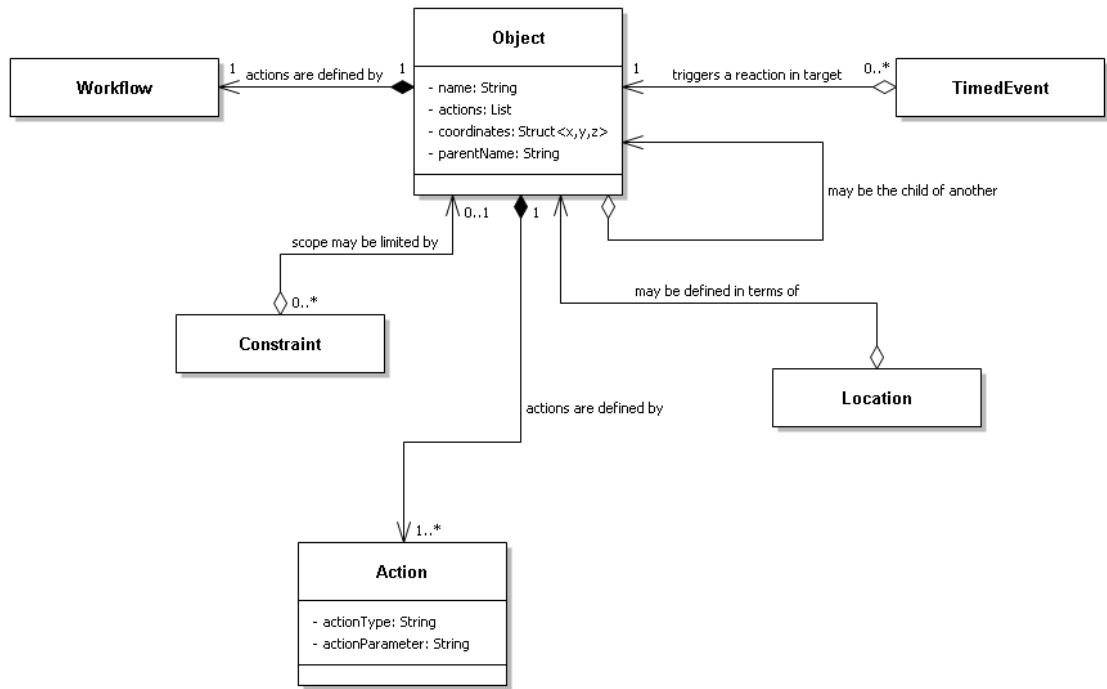 Object
- name: String
- actions: List
- coordinates: Struct<x,y,z>
- parentName: String
Workflow
1
actions are defined by
1
1
triggers a reaction in target
0..*
TimedEvent
may be the child of another
0..1
1
scope may be limited by
0..*
Constraint
may be defined in terms of
Location
actions are defined by
1..*
Action
- actionType: String
- actionParameter: String